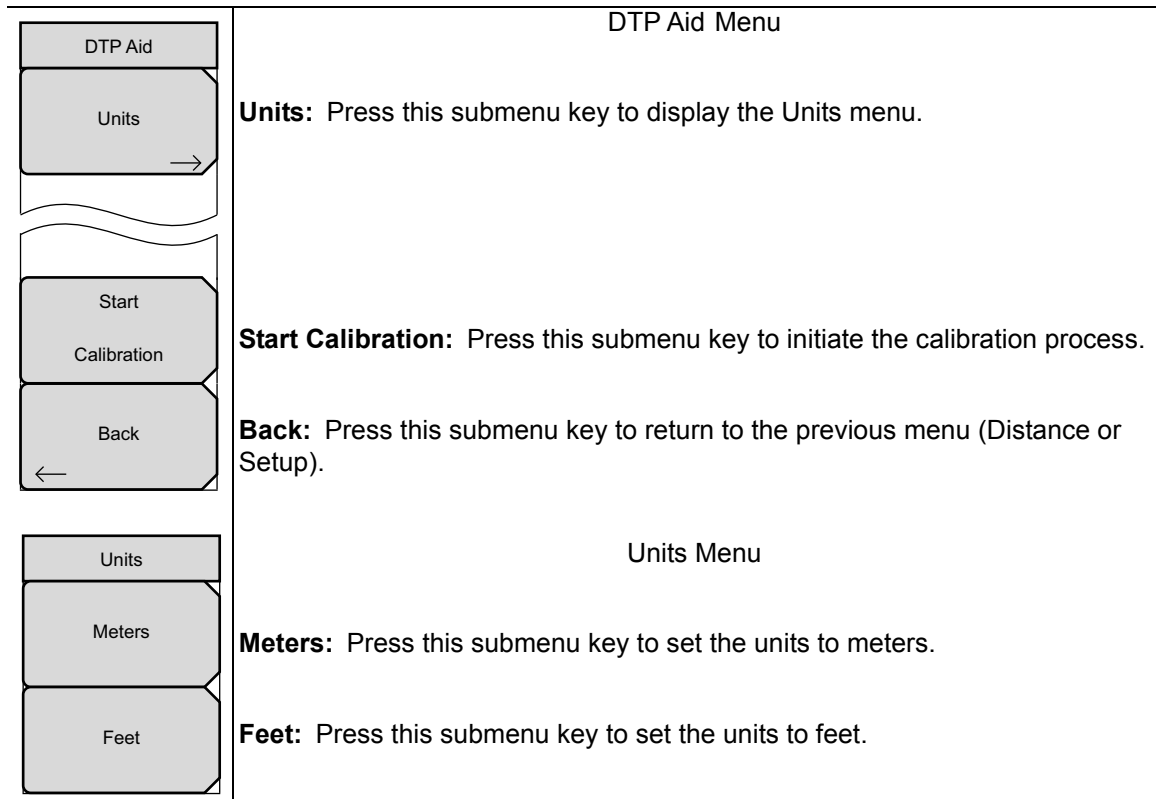 DTP Aid Menu
DTP Aid
Units
Units: Press this submenu key to display the Units menu.
Start
Calibration
Start Calibration: Press this submenu key to initiate the calibration process.
Back
Back: Press this submenu key to return to the previous menu (Distance or
Setup).
Units
Units Menu
Meters
Meters: Press this submenu key to set the units to meters.
Feet
Feet: Press this submenu key to set the units to feet.